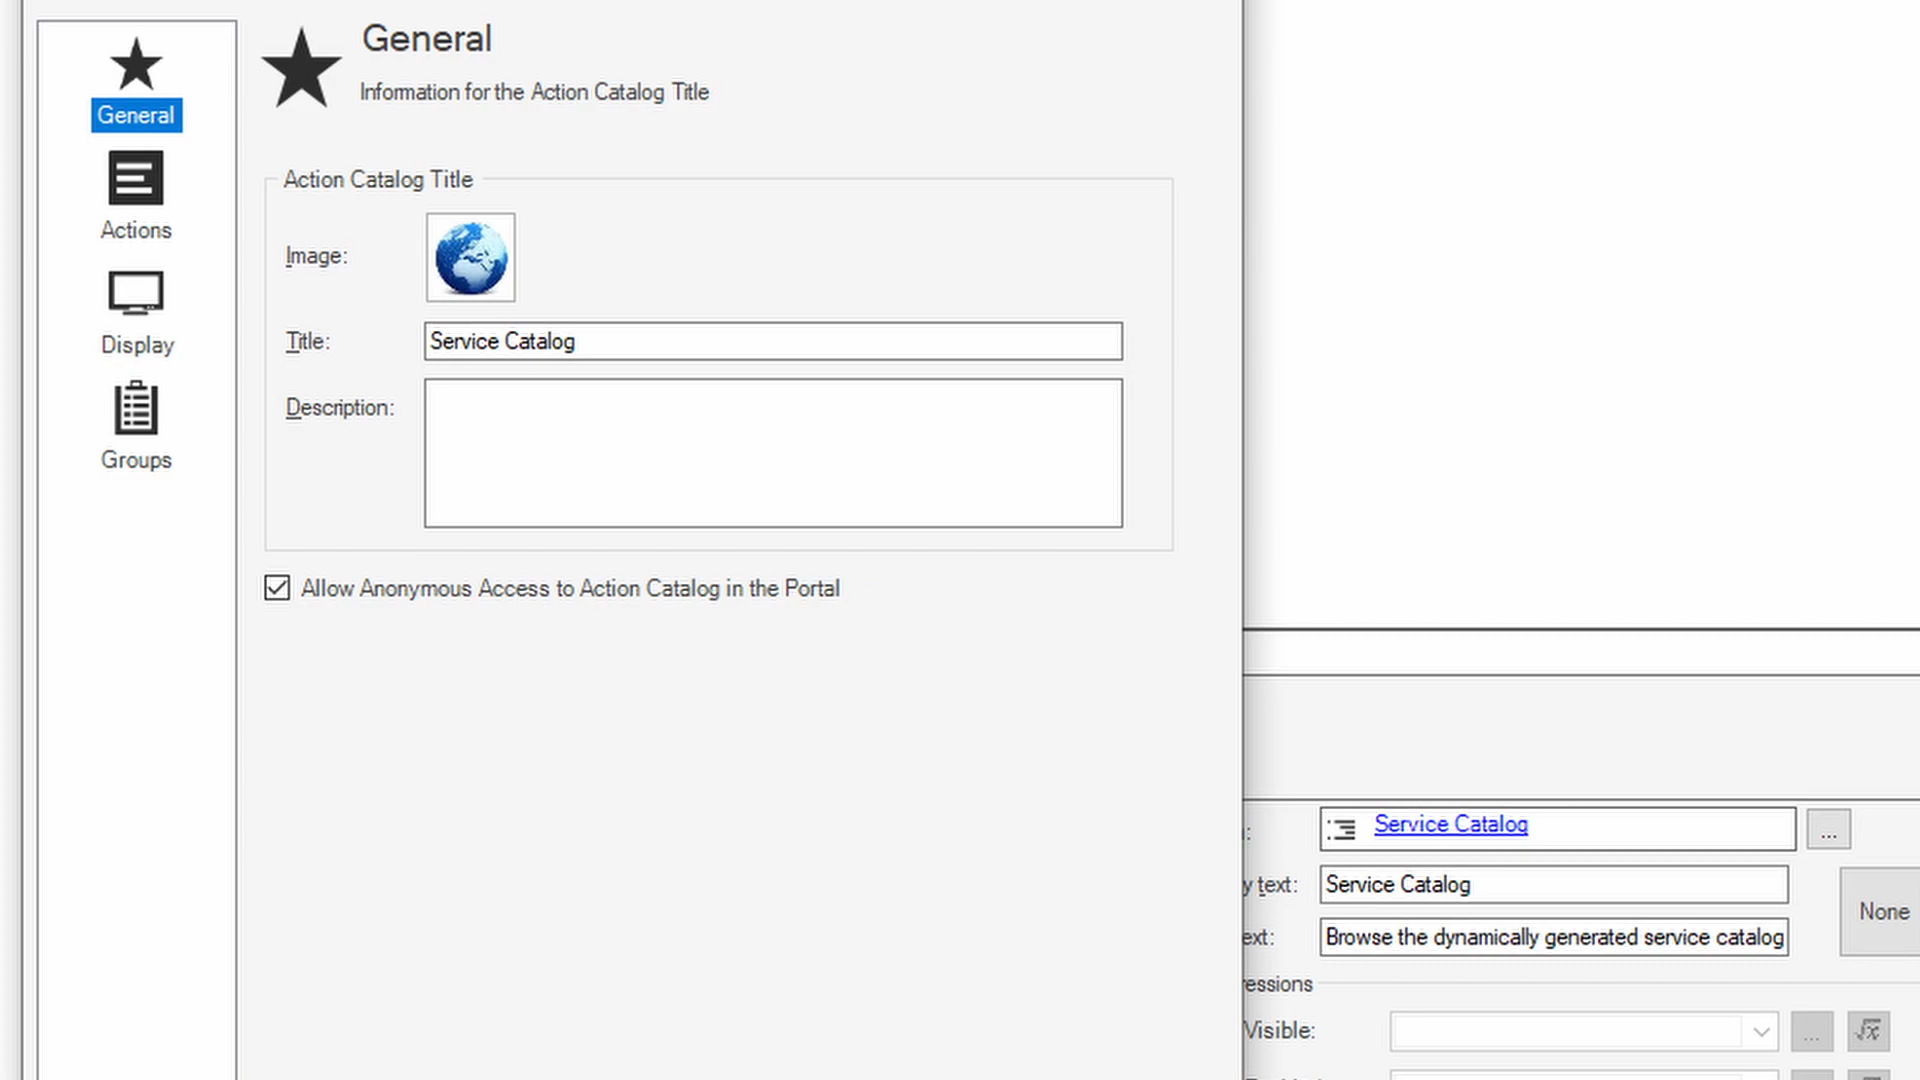 General
Actions
Display
Groups
General
Information for the Action Catalog Title
Action Catalog Title
Image:
Title:
Service Catalog
Description:
Allow Anonymous Access to Action Catalog in the Portal
:
Service Catalog
...
y text:
Service Catalog
None
ext:
Browse the dynamically generated service catalog
ressions
Visible:
...